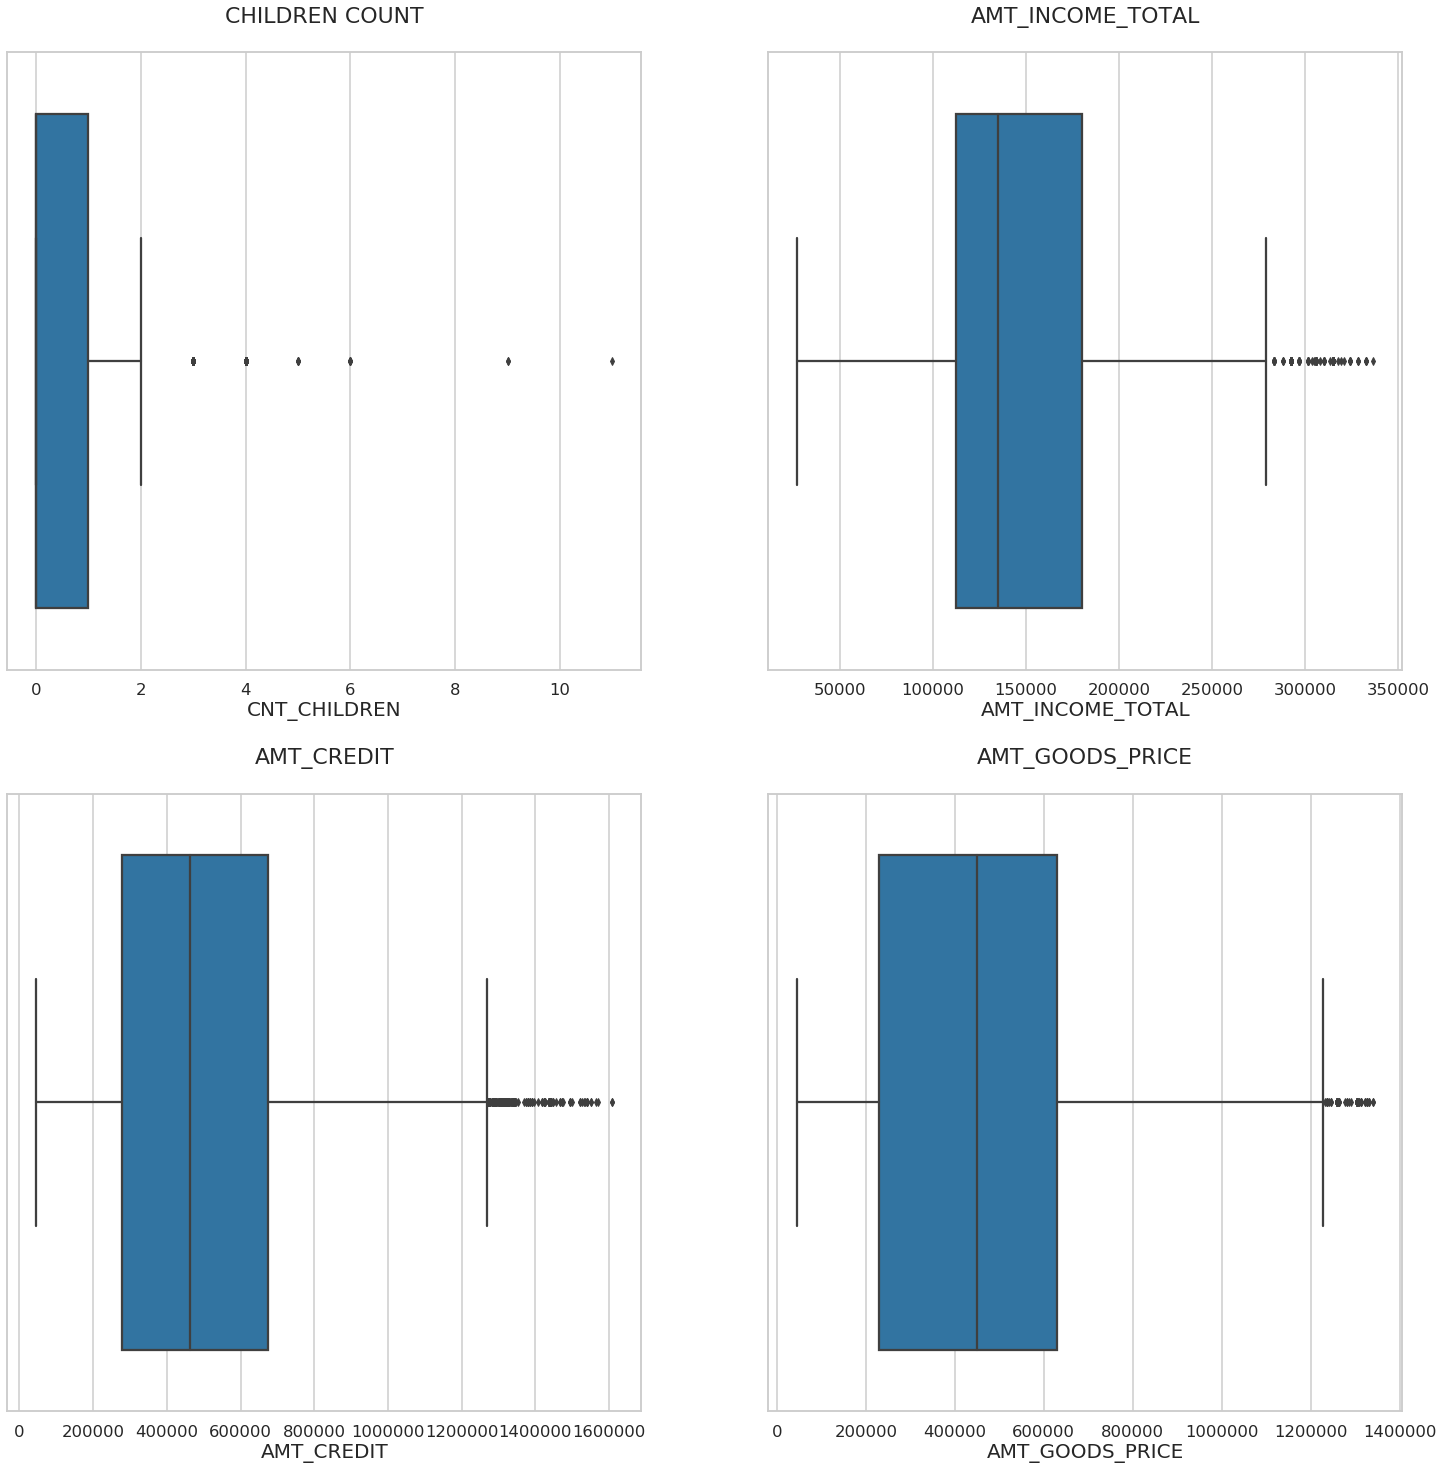 CHILDREN COUNT
0 2 4 6 8 10
CNT_CHILDREN
AMT_INCOME_TOTAL
50000 100000 150000 200000 250000 300000 350000
AMT_INCOME_TOTAL
AMT_CREDIT
0 200000 400000 600000 800000 1000000 1200000 1400000 1600000
AMT_CREDIT
AMT_GOODS_PRICE
0 200000 400000 600000 800000 1000000 1200000 1400000
AMT_GOODS_PRICE